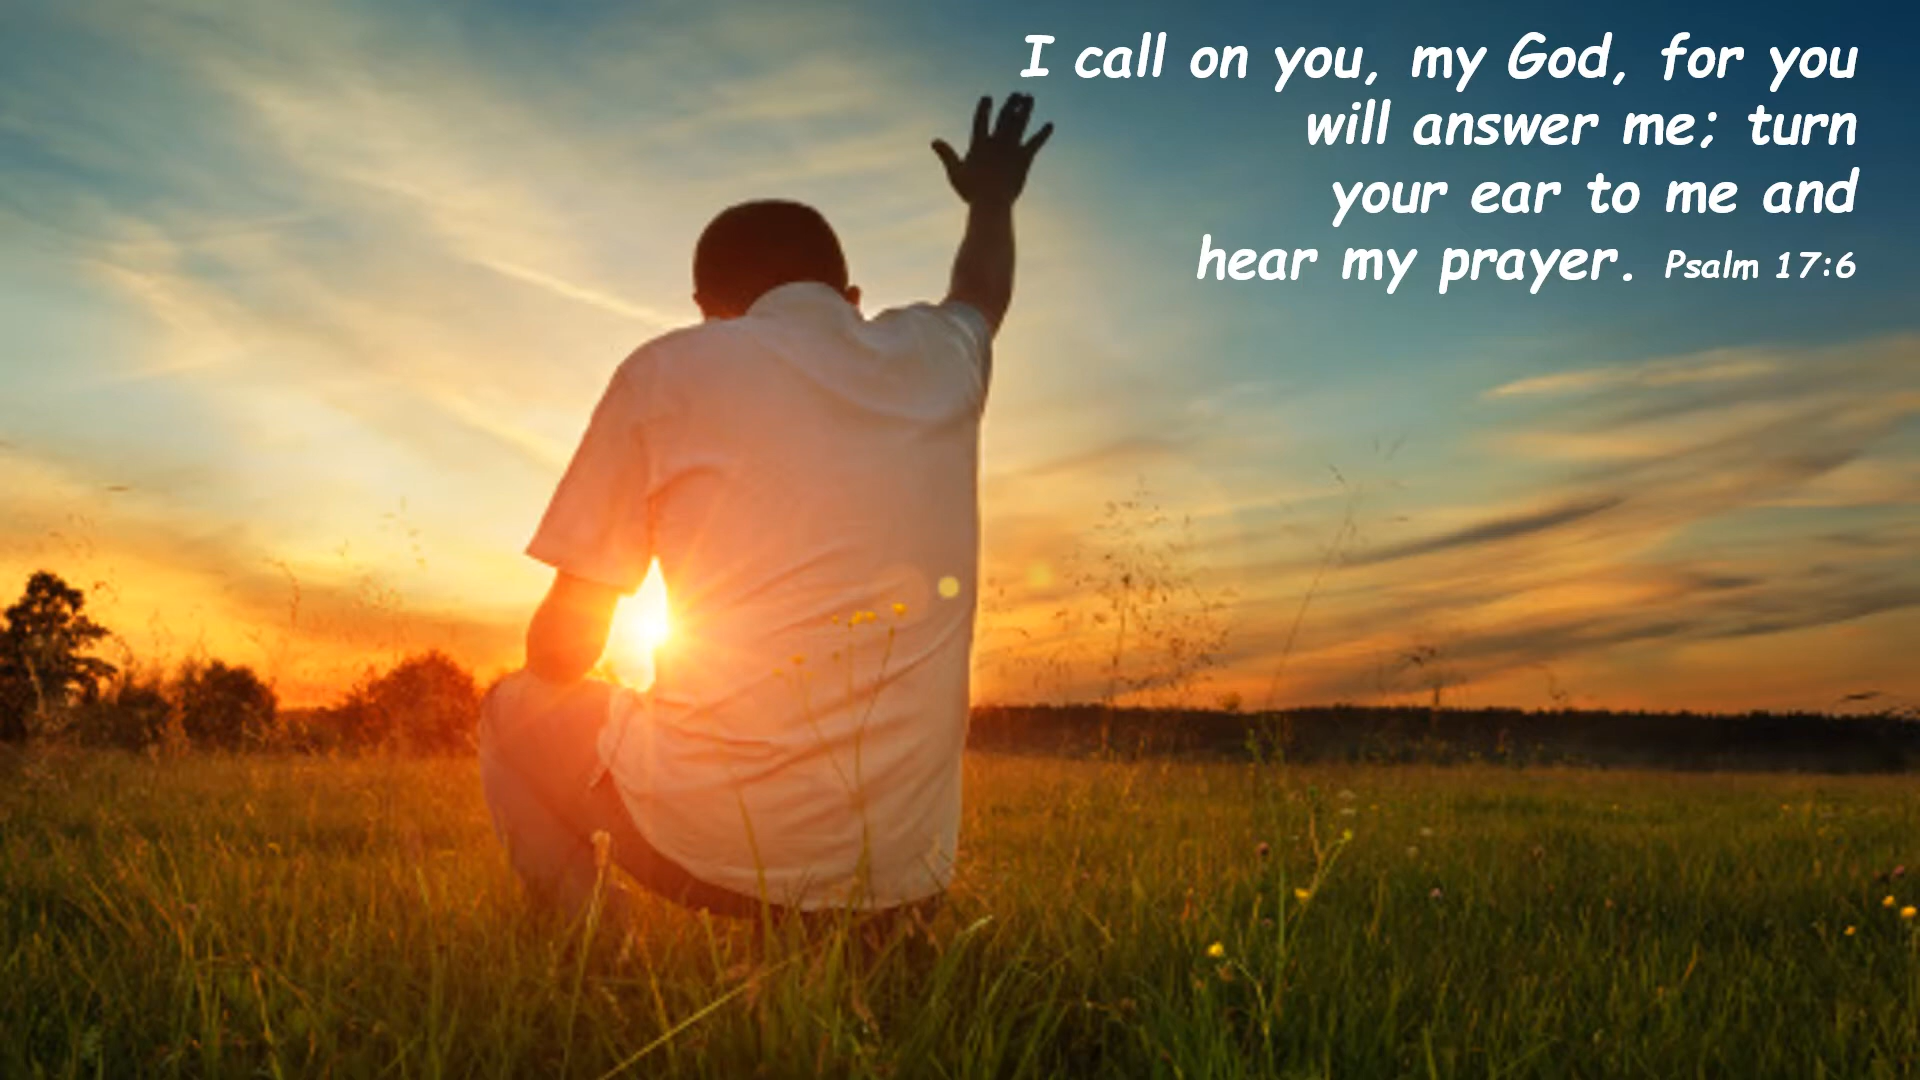 I call on you, my God, for you
will answer me; turn
your ear to me and
hear my prayer. Psalm 17:6